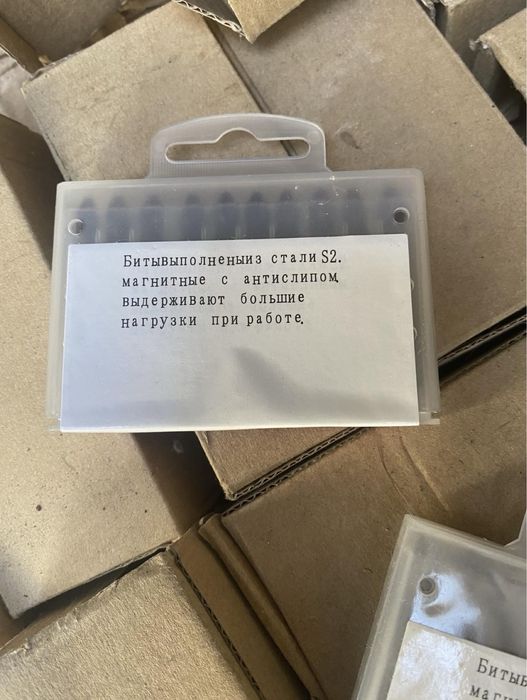 Битывыполненыиз стали S2.
магнитные с антислипом,
выдерживают большие
нагрузки при работе.
Биты